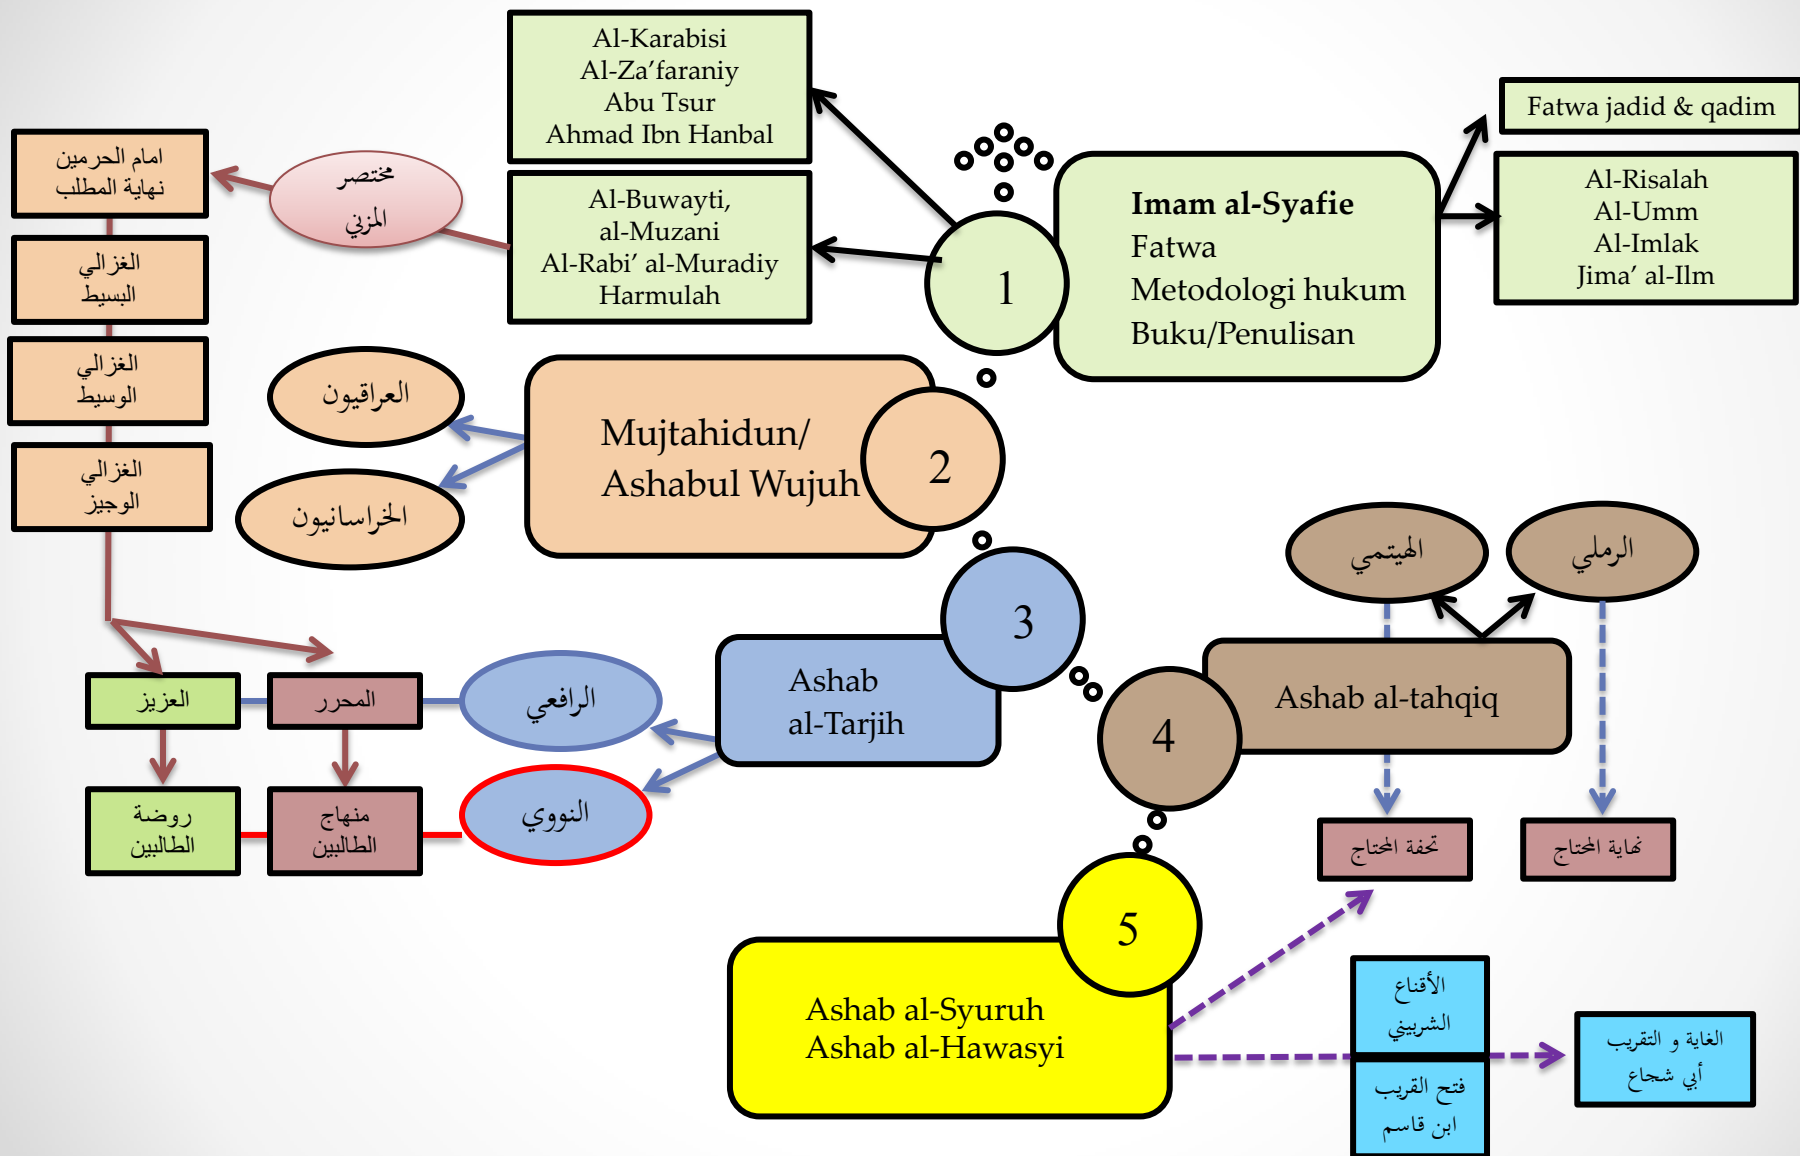 Al-Karabisi
Al-Za'faraniy
Abu Tsur
Ahmad Ibn Hanbal
Fatwa jadid & qadim
امام الحرمين
نهاية المطلب
مختصر
المزني
Al-Buwayti,
al-Muzani
Al-Rabi' al-Muradiy
Harmulah
1
Imam al-Syafie
Fatwa
Metodologi hukum
Buku/Penulisan
Al-Risalah
Al-Umm
Al-Imlak
Jima' al-Ilm
الغزالي
البسيط
الغزالي
الوسيط
الغزالي
الوجيز
العراقيون
الخراسانيون
Mujtahidun/
Ashabul Wujuh
2
3
Ashab
al-Tarjih
الرافعي
النووي
المحرر
العزيز
منهاج
الطالبين
روضة
الطالبين
الهيتمي
الرملي
4
Ashab al-tahqiq
تحفة المحتاج
نهاية المحتاج
5
Ashab al-Syuruh
Ashab al-Hawasyi
الأقناع
الشربيني
فتح القريب
ابن قاسم
الغاية و التقريب
أبي شجاع